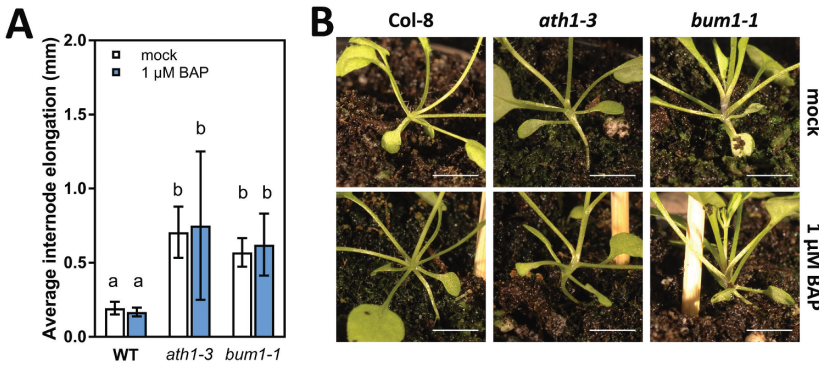 A
Average internode elongation (mm)
2.0
1.5
1.0
0.5
0.0
mock
1 µM BAP
a a
b b
b b
WT ath1-3 bum1-1
B
Col-8 ath1-3 bum1-1
mock
1 µM BAP